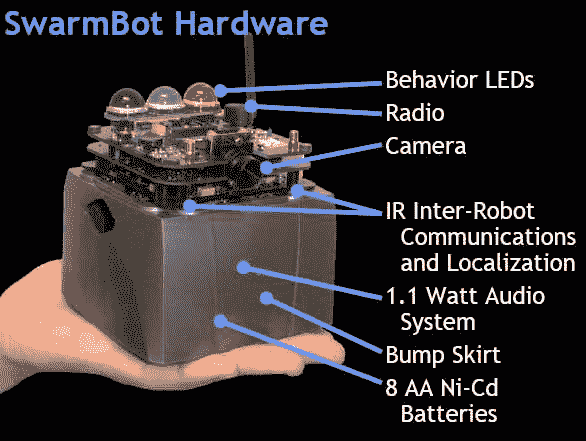 SwarmBot Hardware
Behavior LEDs
Radio
Camera
IR Inter-Robot
Communications
and Localization
1.1 Watt Audio
System
Bump Skirt
8 AA Ni-Cd
Batteries